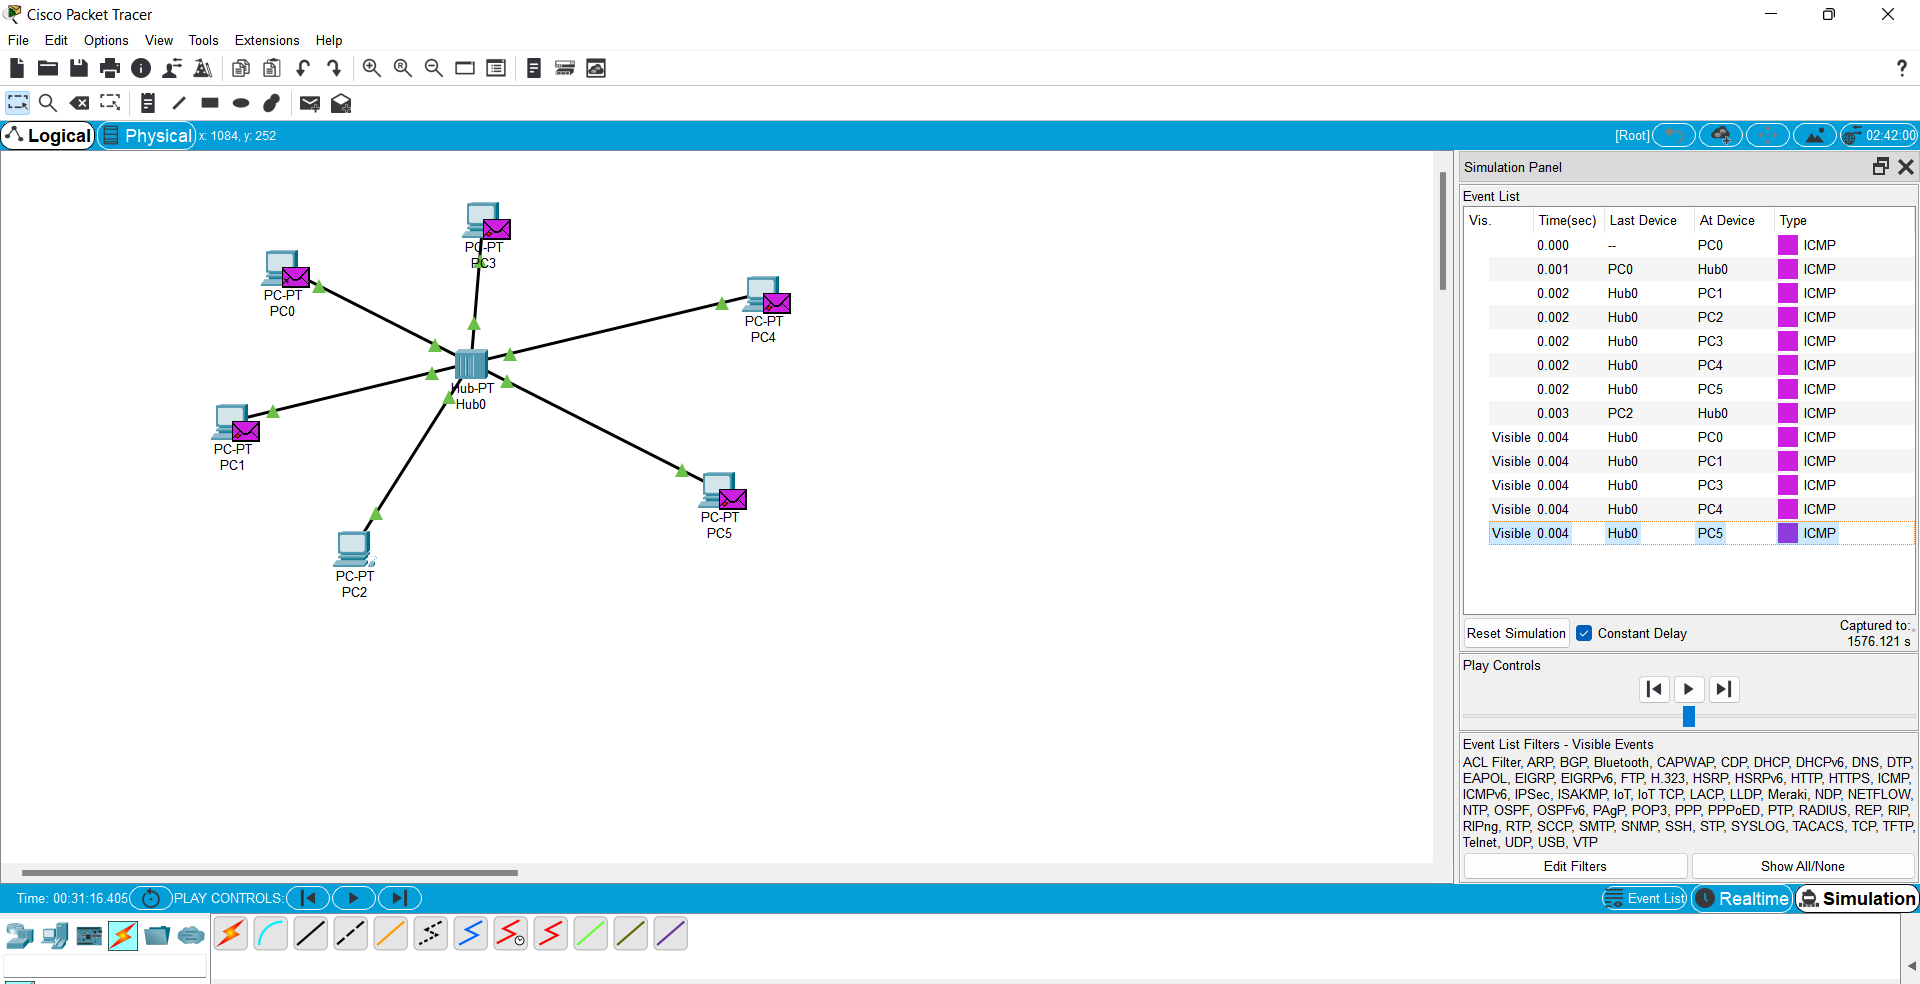 Cisco Packet Tracer
File Edit Options View Tools Extensions Help
?
Logical Physical x: 1084, y: 252 [Root] 02:42:00
Simulation Panel
Event List
Vis. Time(sec) Last Device At Device Type
0.000 -- PC0 ICMP
0.001 PC0 Hub0 ICMP
0.002 Hub0 PC1 ICMP
0.002 Hub0 PC2 ICMP
0.002 Hub0 PC3 ICMP
0.002 Hub0 PC4 ICMP
0.002 Hub0 PC5 ICMP
0.003 PC2 Hub0 ICMP
Visible 0.004 Hub0 PC0 ICMP
Visible 0.004 Hub0 PC1 ICMP
Visible 0.004 Hub0 PC3 ICMP
Visible 0.004 Hub0 PC4 ICMP
Visible 0.004 Hub0 PC5 ICMP
Reset Simulation Constant Delay
Captured to:
1576.121 s
Play Controls
Event List Filters - Visible Events
ACL Filter, ARP, BGP, Bluetooth, CAPWAP, CDP, DHCP, DHCPv6, DNS, DTP,
EAPOL, EIGRP, EIGRPv6, FTP, H.323, HSRP, HSRPv6, HTTP, HTTPS, ICMP,
ICMPv6, IPSec, ISAKMP, IoT, IoT TCP, LACP, LLDP, Meraki, NDP, NETFLOW,
NTP, OSPF, OSPFv6, PAgP, POP3, PPP, PPPoED, PTP, RADIUS, REP, RIP,
RIPng, RTP, SCCP, SMTP, SNMP, SSH, STP, SYSLOG, TACACS, TCP, TFTP,
Telnet, UDP, USB, VTP
Edit Filters Show All/None
PC-PT
PC3
PC-PT
PC0
PC-PT
PC4
Hub-PT
Hub0
PC-PT
PC1
PC-PT
PC5
PC-PT
PC2
Time: 00:31:16.405 PLAY CONTROLS: Event List Realtime Simulation